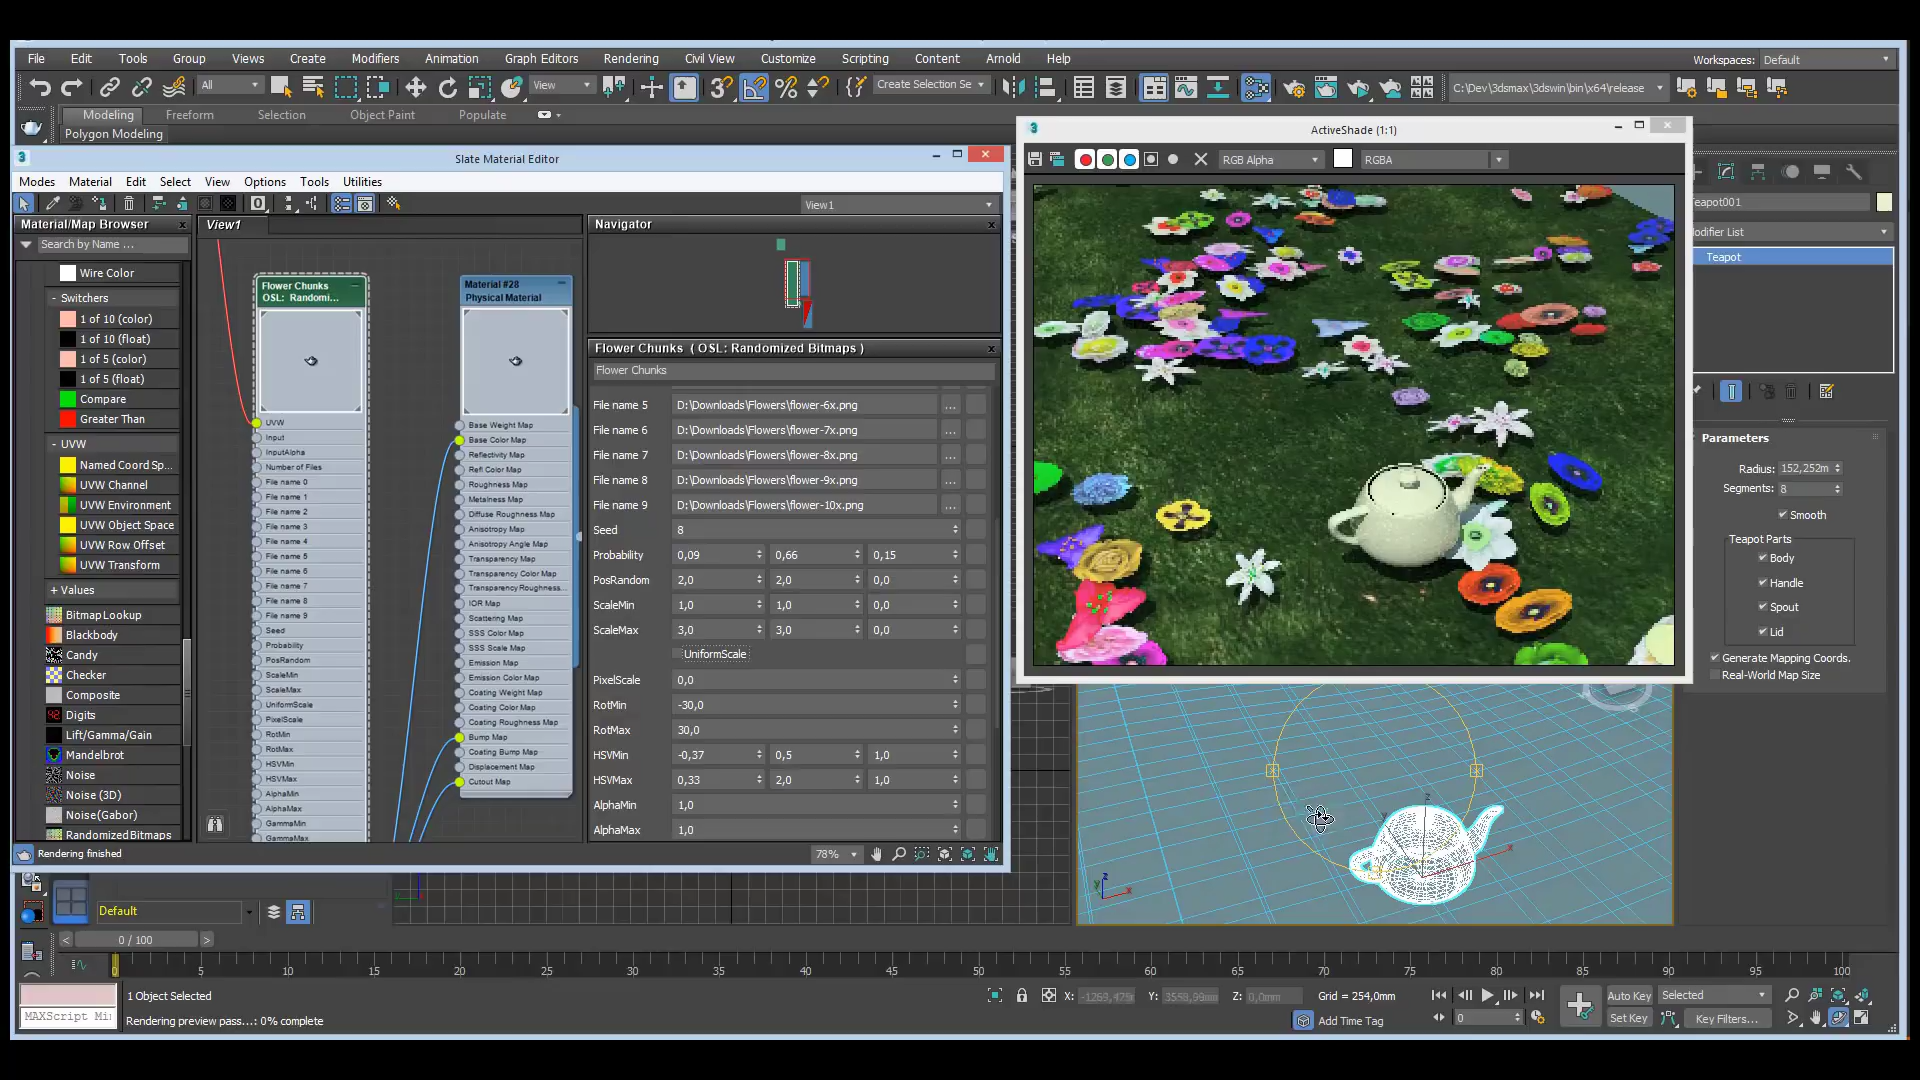 File Edit Tools Group Views Create Modifiers Animation Graph Editors Rendering Civil View Customize Scripting Content Arnold Help Workspaces: Default
All View Create Selection Se C:\Dev\3dsmax\3dswin\bin\x64\release
Modeling Freeform Selection Object Paint Populate
Polygon Modeling
Slate Material Editor
Modes Material Edit Select View Options Tools Utilities
View1
Material/Map Browser
Search by Name ...
Wire Color
- Switchers
1 of 10 (color)
1 of 10 (float)
1 of 5 (color)
1 of 5 (float)
Compare
Greater Than
- UVW
Named Coord Sp...
UVW Channel
UVW Environment
UVW Object Space
UVW Row Offset
UVW Transform
+ Values
BitmapLookup
Blackbody
Candy
Checker
Composite
Digits
Lift/Gamma/Gain
Mandelbrot
Noise
Noise (3D)
Noise(Gabor)
RandomizedBitmaps
View1
Flower Chunks
OSL: Randomi...
UVW
Input
InputAlpha
Number of Files
File name 0
File name 1
File name 2
File name 3
File name 4
File name 5
File name 6
File name 7
File name 8
File name 9
Seed
Probability
PosRandom
ScaleMin
ScaleMax
UniformScale
PixelScale
RotMin
RotMax
HSVMin
HSVMax
AlphaMin
AlphaMax
GammaMin
GammaMax
Material #28
Physical Material
Base Weight Map
Base Color Map
Reflectivity Map
Refl Color Map
Roughness Map
Metalness Map
Diffuse Roughness Map
Anisotropy Map
Anisotropy Angle Map
Transparency Map
Transparency Color Map
Transparency Roughness...
IOR Map
Scattering Map
SSS Color Map
SSS Scale Map
Emission Map
Emission Color Map
Coating Weight Map
Coating Color Map
Coating Roughness Map
Bump Map
Coating Bump Map
Displacement Map
Cutout Map
Navigator
Flower Chunks ( OSL: Randomized Bitmaps )
Flower Chunks
File name 5 D:\Downloads\Flowers\flower-6x.png ...
File name 6 D:\Downloads\Flowers\flower-7x.png ...
File name 7 D:\Downloads\Flowers\flower-8x.png ...
File name 8 D:\Downloads\Flowers\flower-9x.png ...
File name 9 D:\Downloads\Flowers\flower-10x.png ...
Seed 8
Probability 0,09 0,66 0,15
PosRandom 2,0 2,0 0,0
ScaleMin 1,0 1,0 0,0
ScaleMax 3,0 3,0 0,0
UniformScale
PixelScale 0,0
RotMin -30,0
RotMax 30,0
HSVMin -0,37 0,5 1,0
HSVMax 0,33 2,0 1,0
AlphaMin 1,0
AlphaMax 1,0
Rendering finished
78%
ActiveShade (1:1)
RGB Alpha RGBA
Teapot001
Modifier List
Teapot
Parameters
Radius: 152,252m
Segments: 8
Smooth
Teapot Parts
Body
Handle
Spout
Lid
Generate Mapping Coords.
Real-World Map Size
Default
< 0 / 100 >
0 5 10 15 20 25 30 35 40 45 50 55 60 65 70 75 80 85 90 95 100
1 Object Selected X: Y: Z: 0,0mm Grid = 254,0mm Auto Key Selected
MAXScript Mi
Rendering preview pass...: 0% complete Add Time Tag 0 Set Key Key Filters...